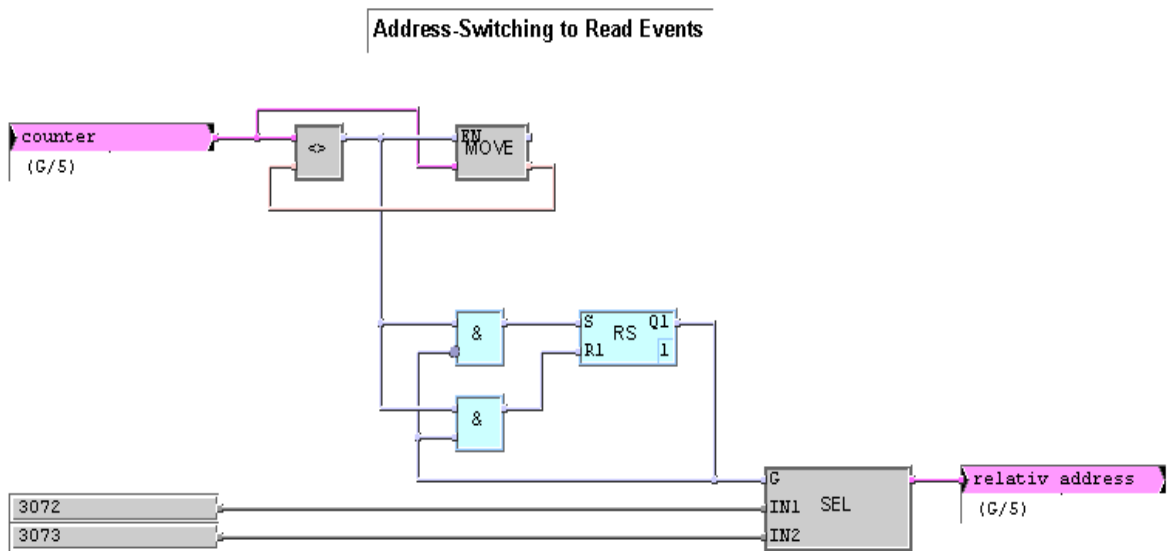 Address-Switching to Read Events
counter
(G/5)
<>
EN
MOVE
&
S
RS
Q1
R1
1
&
G
SEL
IN1
IN2
relativ address
(G/5)
3072
3073